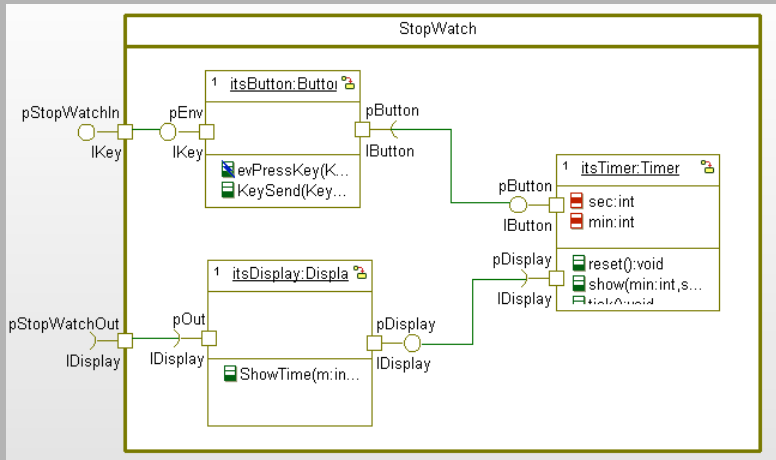 StopWatch
1 itsButton:Button
pStopWatchIn
pEnv
pButton
IKey
IKey
IButton
evPressKey(K...
KeySend(Key...
1 itsTimer:Timer
pButton
sec:int
min:int
IButton
pDisplay
reset():void
show(min:int,s...
IDisplay
tick():void
1 itsDisplay:Displa
pStopWatchOut
pOut
pDisplay
IDisplay
IDisplay
IDisplay
ShowTime(m:in...